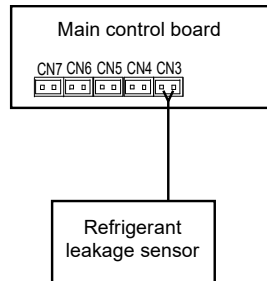 Main control board
CN7 CN6 CN5 CN4 CN3
Refrigerant
leakage sensor